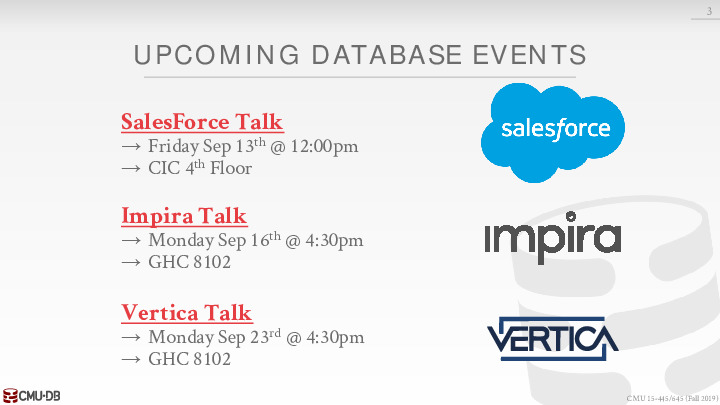 3
UPCOMING DATABASE EVENTS
SalesForce Talk
→ Friday Sep 13th @ 12:00pm
→ CIC 4th Floor
salesforce
Impira Talk
→ Monday Sep 16th @ 4:30pm
→ GHC 8102
impira
Vertica Talk
→ Monday Sep 23rd @ 4:30pm
→ GHC 8102
VERTICA
CMU·DB
CMU 15-445/645 (Fall 2019)